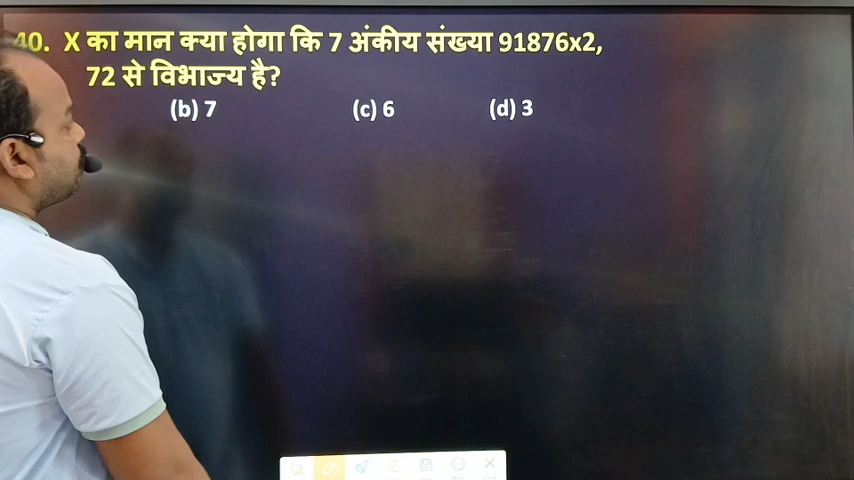 40. X का मान क्या होगा कि 7 अंकीय संख्या 91876x2,
72 से विभाज्य है?
(b) 7 (c) 6 (d) 3